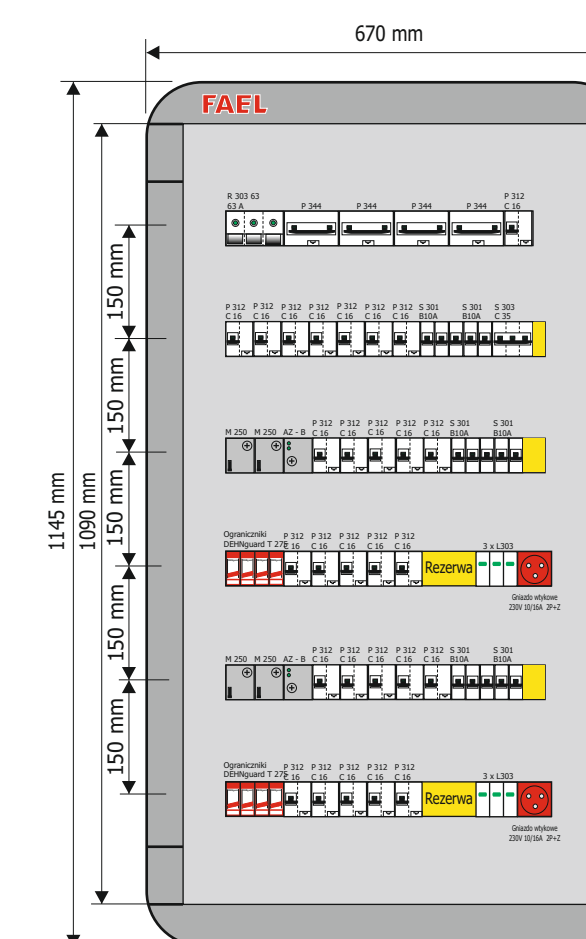 670 mm
FAEL
R 303 63
63 A
P 344 P 344 P 344 P 344
P 312
C 16
P 312 P 312 P 312 P 312 P 312 P 312 P 312 S 301 S 301 S 303
C 16 C 16 C 16 C 16 C 16 C 16 C 16 B10A B10A C 35
M 250 M 250 AZ - B
P 312 P 312 P 312 P 312 P 312 S 301 S 301
C 16 C 16 C 16 C 16 C 16 B10A B10A
Ograniczniki
DEHNguard T 275
P 312 P 312 P 312 P 312 P 312
C 16 C 16 C 16 C 16 C 16
Rezerwa
3 x L303
Gniazdo wtykowe
230V 10/16A 2P+Z
M 250 M 250 AZ - B
P 312 P 312 P 312 P 312 P 312 S 301 S 301
C 16 C 16 C 16 C 16 C 16 B10A B10A
Ograniczniki
DEHNguard T 275
P 312 P 312 P 312 P 312 P 312
C 16 C 16 C 16 C 16 C 16
Rezerwa
3 x L303
Gniazdo wtykowe
230V 10/16A 2P+Z
150 mm
150 mm
150 mm
150 mm
150 mm
1090 mm
1145 mm